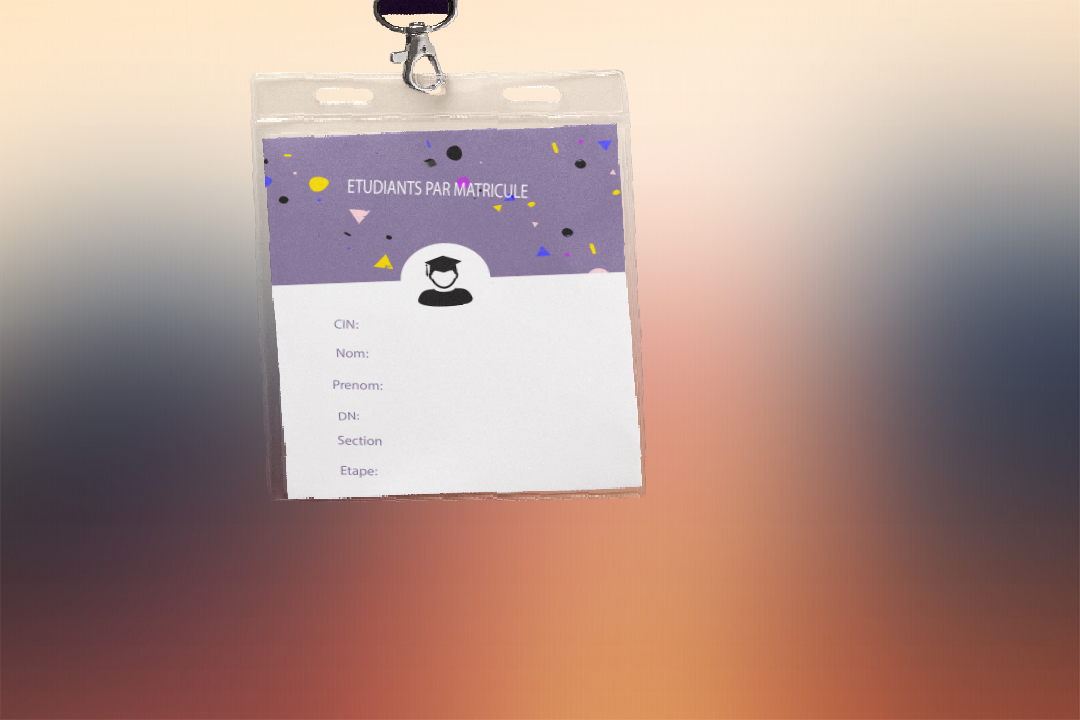 ETUDIANTS PAR MATRICULE
CIN:
Nom:
Prenom:
DN:
Section
Etape: